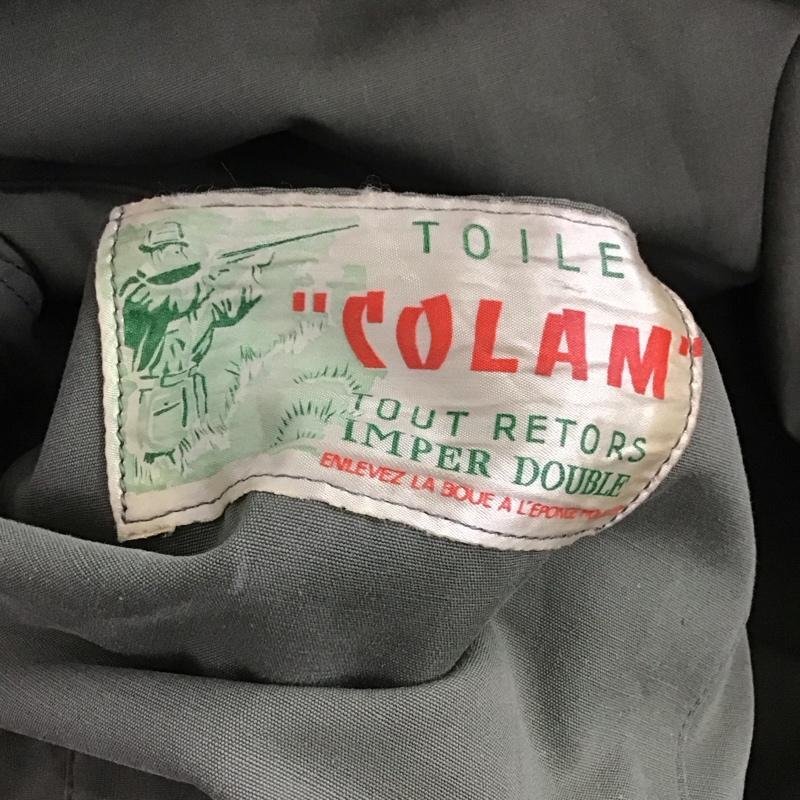 TOILE
"COLAM"
TOUT RETORS
IMPER DOUBLE
ENLEVEZ LA BOUE A L'EPONGE